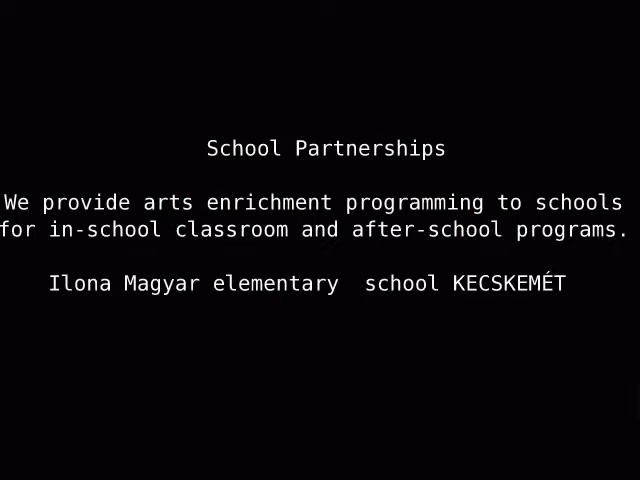 School Partnerships
We provide arts enrichment programming to schools
for in-school classroom and after-school programs.
Ilona Magyar elementary  school KECSKEMÉT